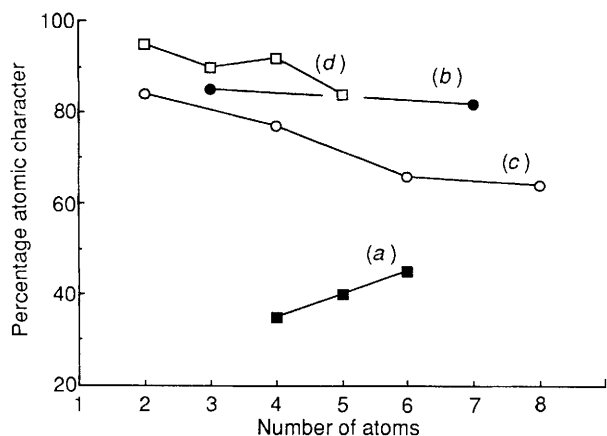 Percentage atomic character
100
80
60
40
20
(d)
(b)
(c)
(a)
1 2 3 4 5 6 7 8
Number of atoms